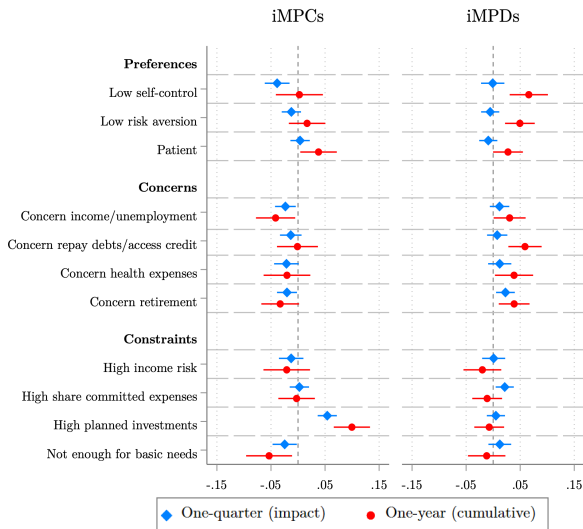 iMPCs iMPDs
Preferences
Low self-control
Low risk aversion
Patient
Concerns
Concern income/unemployment
Concern repay debts/access credit
Concern health expenses
Concern retirement
Constraints
High income risk
High share committed expenses
High planned investments
Not enough for basic needs
-.15 -.05 .05 .15 -.15 -.05 .05 .15
One-quarter (impact) One-year (cumulative)